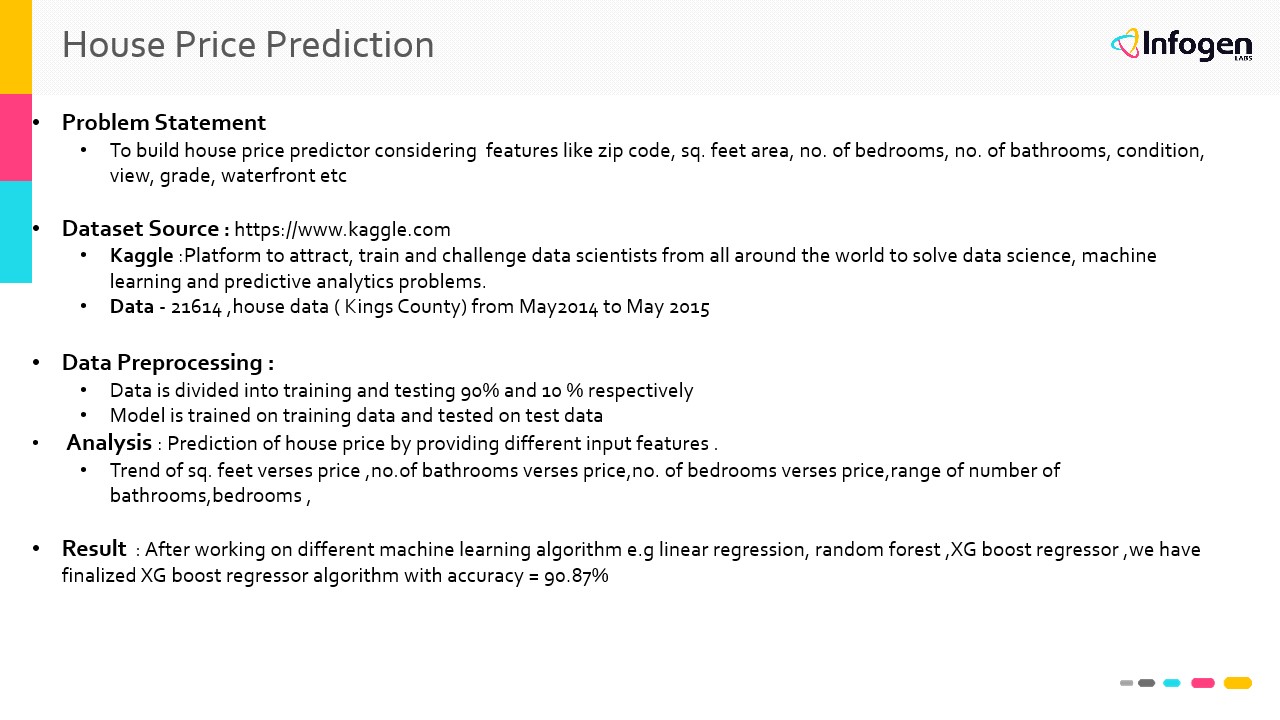 House Price Prediction
Infogen
LABS
• Problem Statement
• To build house price predictor considering  features like zip code, sq. feet area, no. of bedrooms, no. of bathrooms, condition,
view, grade, waterfront etc
• Dataset Source : https://www.kaggle.com
• Kaggle :Platform to attract, train and challenge data scientists from all around the world to solve data science, machine
learning and predictive analytics problems.
• Data - 21614 ,house data ( Kings County) from May2014 to May 2015
• Data Preprocessing :
• Data is divided into training and testing 90% and 10 % respectively
• Model is trained on training data and tested on test data
• Analysis : Prediction of house price by providing different input features .
• Trend of sq. feet verses price ,no.of bathrooms verses price,no. of bedrooms verses price,range of number of
bathrooms,bedrooms ,
• Result  : After working on different machine learning algorithm e.g linear regression, random forest ,XG boost regressor ,we have
finalized XG boost regressor algorithm with accuracy = 90.87%